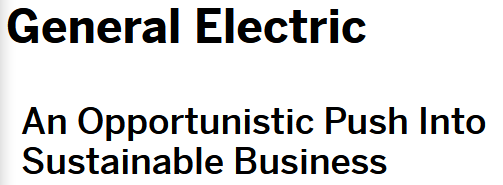 General Electric
An Opportunistic Push Into
Sustainable Business